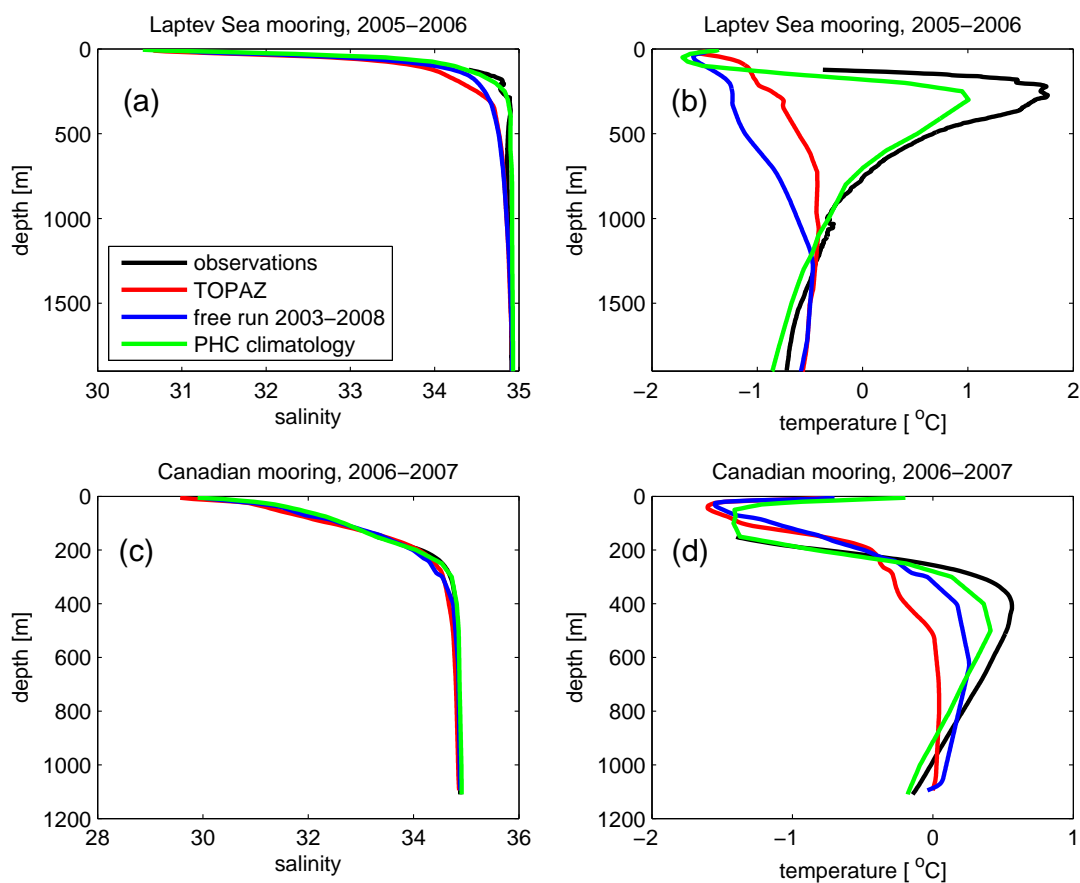 Laptev Sea mooring, 2005−2006
0
500
1000
1500
depth [m]
(a)
observations
TOPAZ
free run 2003−2008
PHC climatology
30 31 32 33 34 35
salinity
Laptev Sea mooring, 2005−2006
0
500
1000
1500
depth [m]
(b)
−2 −1 0 1 2
temperature [ °C]
Canadian mooring, 2006−2007
0
200
400
600
800
1000
1200
depth [m]
(c)
28 30 32 34 36
salinity
Canadian mooring, 2006−2007
0
200
400
600
800
1000
1200
depth [m]
(d)
−2 −1 0 1
temperature [ °C]